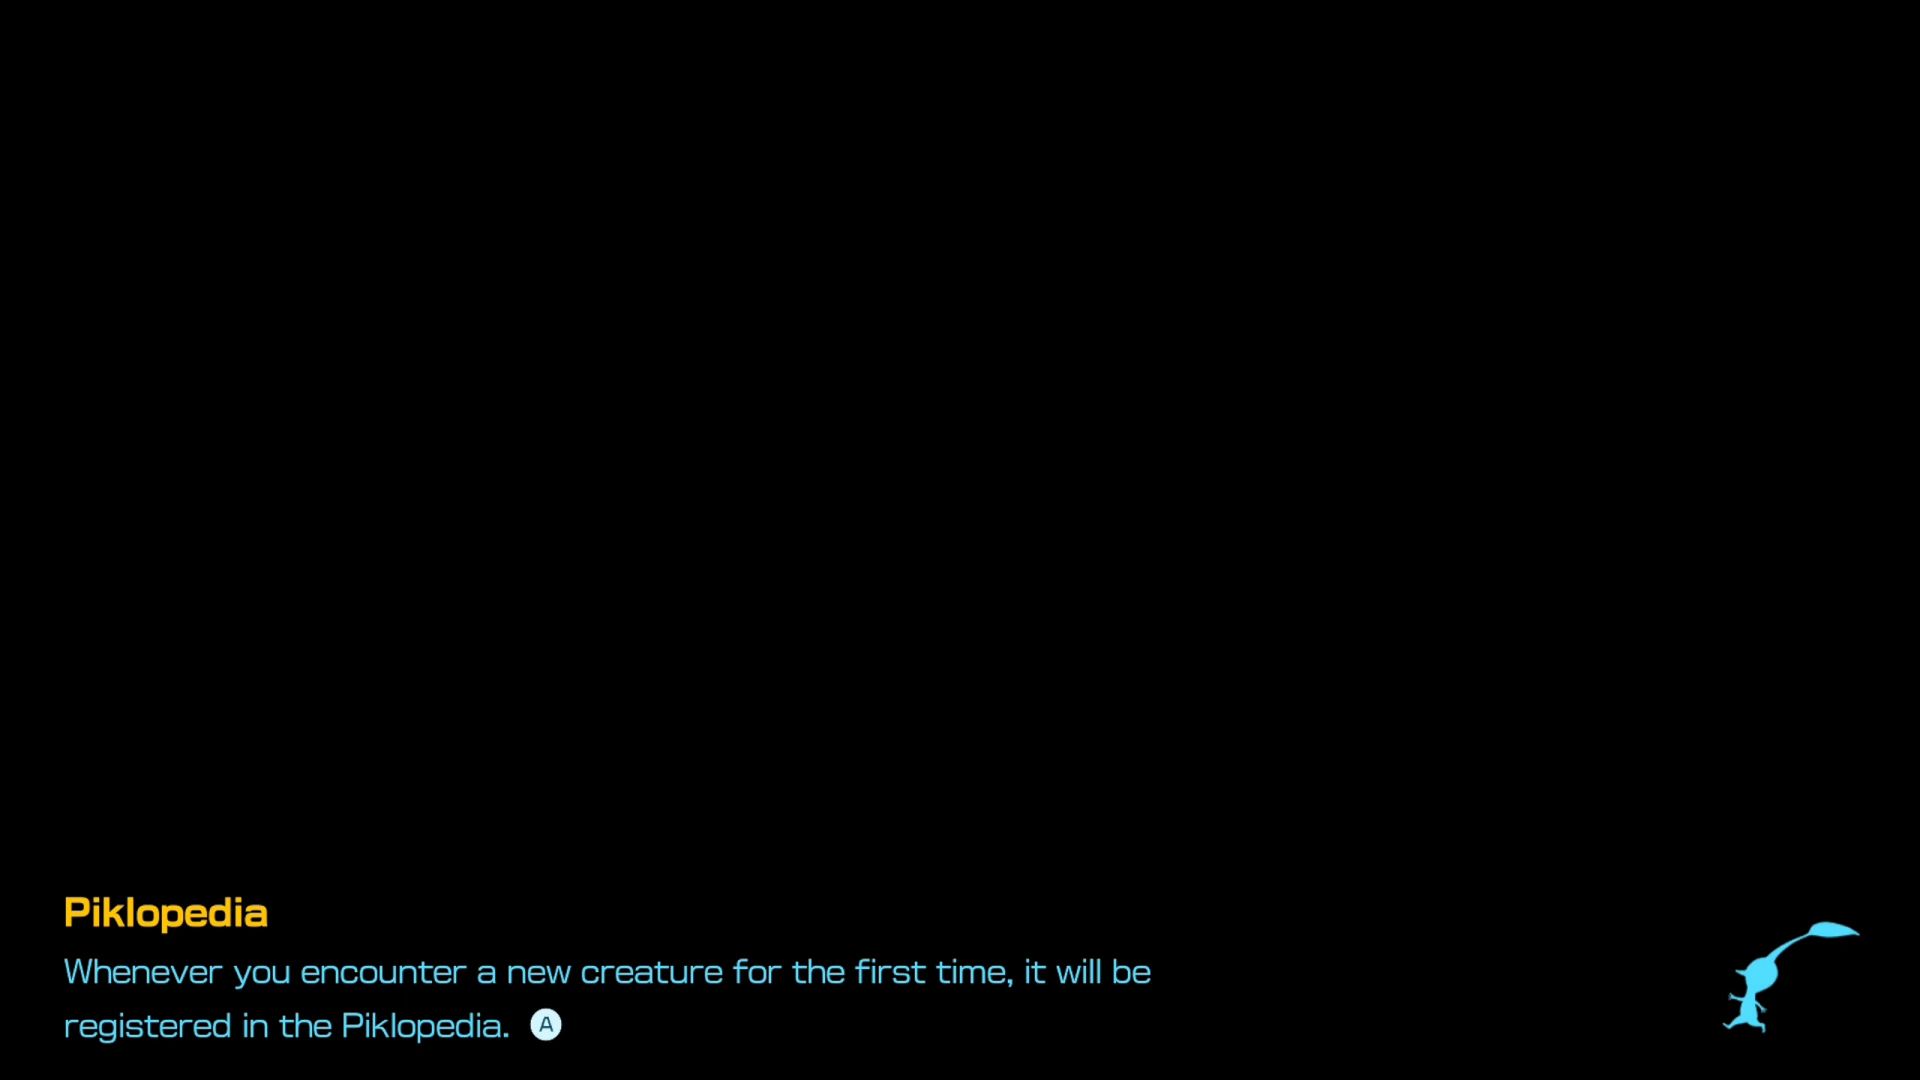 Piklopedia
Whenever you encounter a new creature for the first time, it will be
registered in the Piklopedia. A